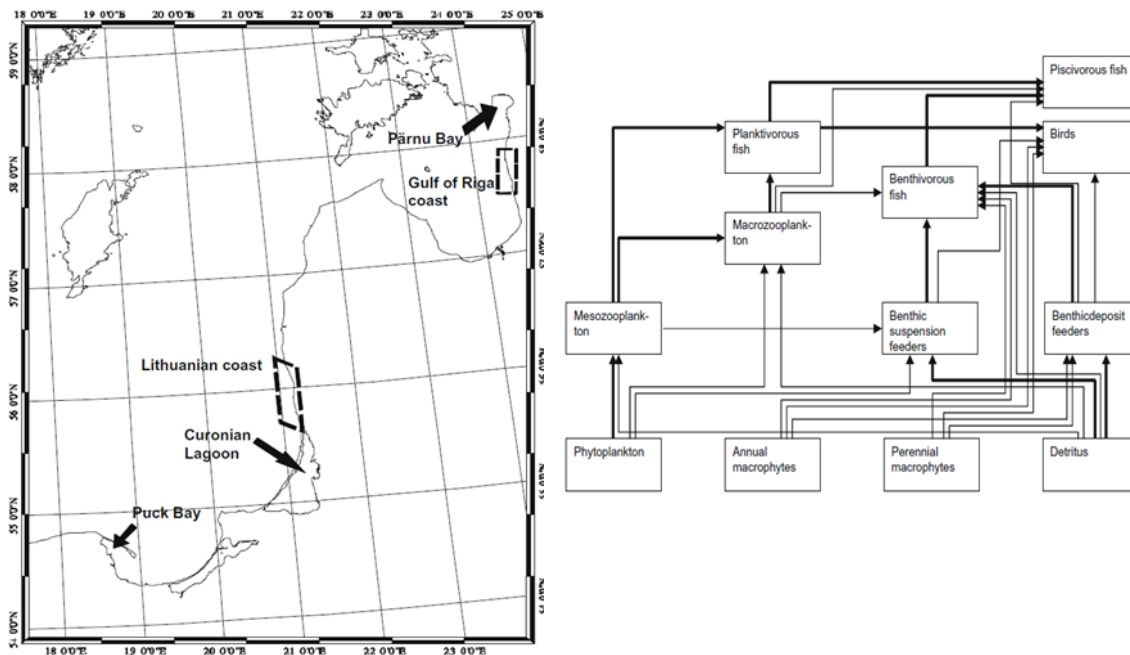 18 0'0"E 19 0'0"E 20 0'0"E 21 0'0"E 22 0'0"E 23 0'0"E 24 0'0"E 25 0'0"E
59 0'0"N
58 0'0"N
57 0'0"N
56 0'0"N
55 0'0"N
54 0'0"N
Pärnu Bay
Gulf of Riga
coast
Lithuanian coast
Curonian
Lagoon
Puck Bay
18 0'0"E 19 0'0"E 20 0'0"E 21 0'0"E 22 0'0"E 23 0'0"E
Piscivorous fish
Planktivorous
fish
Birds
Benthivorous
fish
Macrozooplank-
ton
Mesozooplank-
ton
Benthic
suspension
feeders
Benthicdeposit
feeders
Phytoplankton
Annual
macrophytes
Perennial
macrophytes
Detritus